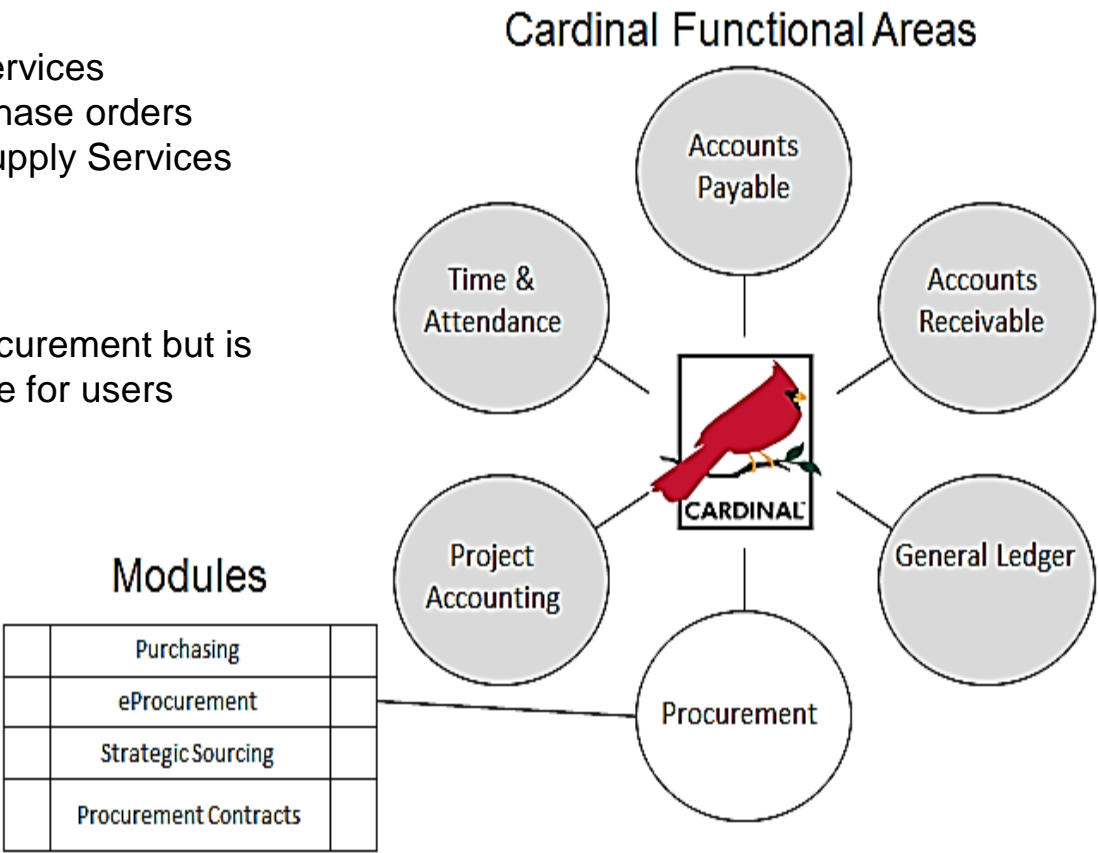 Cardinal Functional Areas
ervices
hase orders
upply Services
curement but is
e for users
Accounts
Payable
Time &
Attendance
Accounts
Receivable
CARDINAL
Project
Accounting
General Ledger
Procurement
Modules
Purchasing
eProcurement
Strategic Sourcing
Procurement Contracts